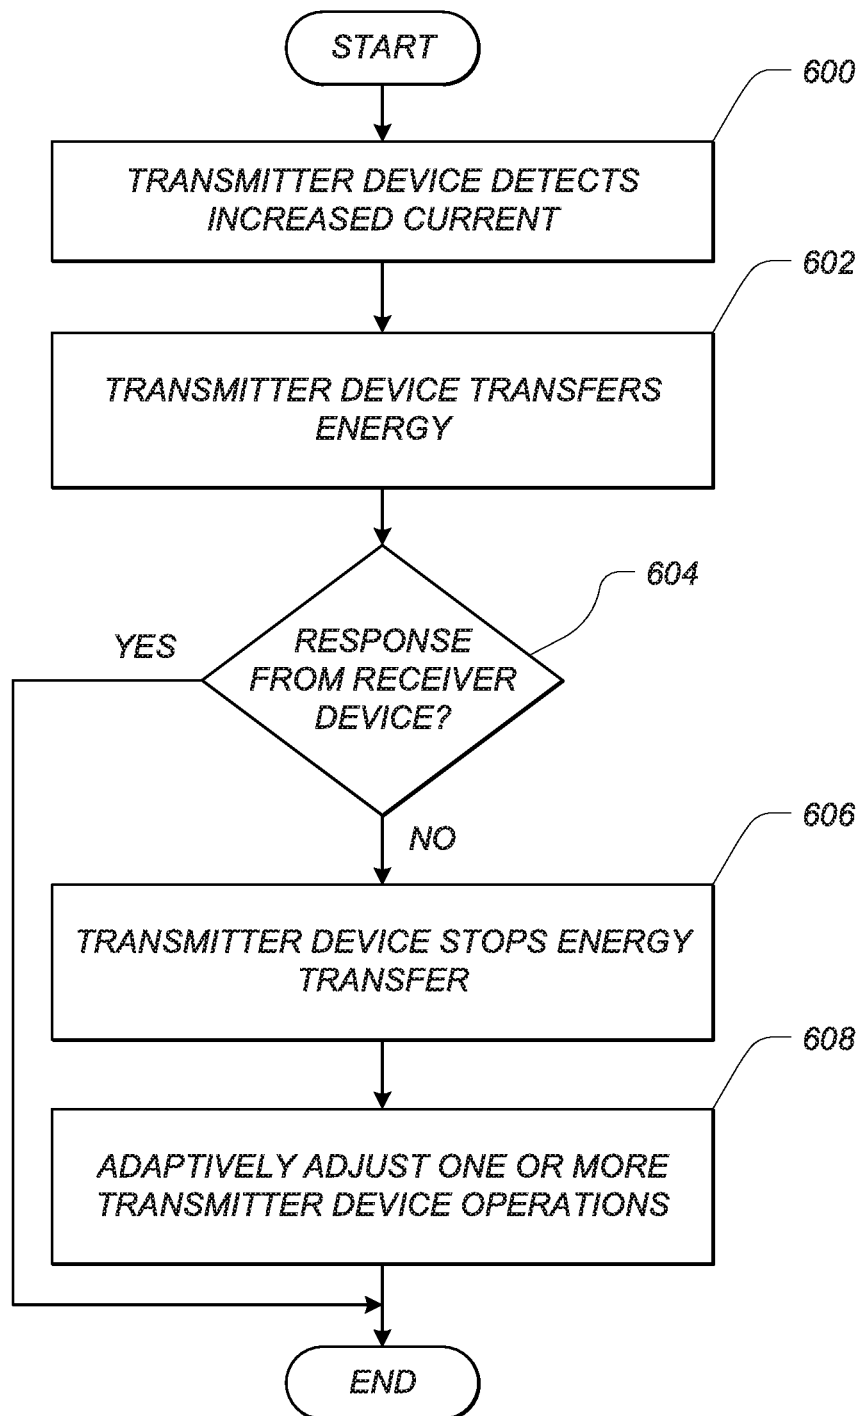 START
600
TRANSMITTER DEVICE DETECTS
INCREASED CURRENT
602
TRANSMITTER DEVICE TRANSFERS
ENERGY
604
YES
RESPONSE
FROM RECEIVER
DEVICE?
NO
606
TRANSMITTER DEVICE STOPS ENERGY
TRANSFER
608
ADAPTIVELY ADJUST ONE OR MORE
TRANSMITTER DEVICE OPERATIONS
END